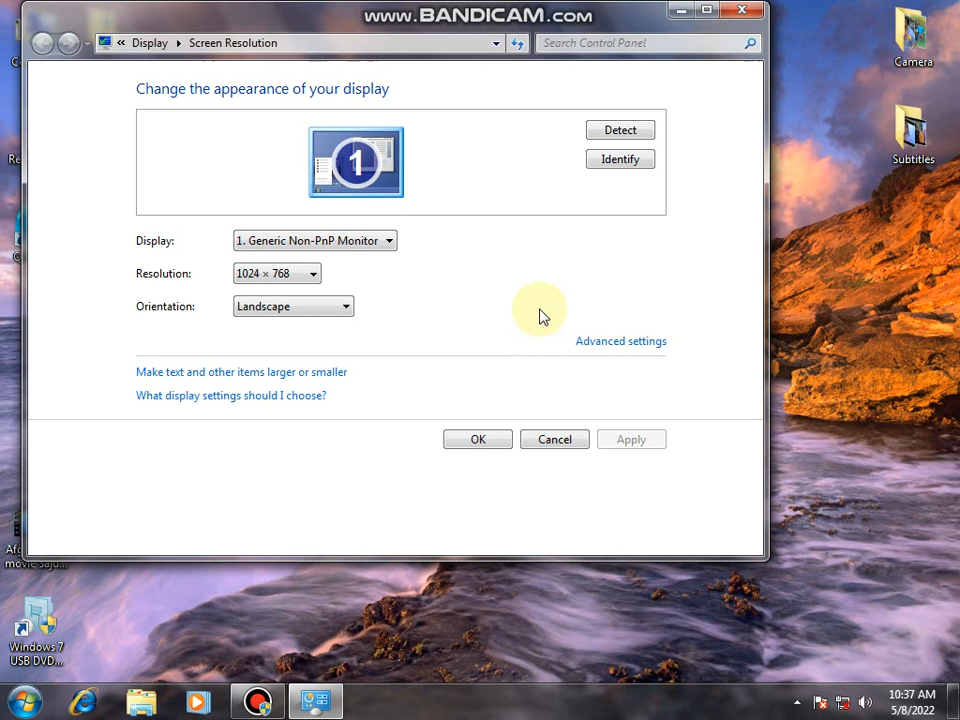 www.BANDICAM.com
« Display Screen Resolution
Search Control Panel
Change the appearance of your display
1
Detect
Identify
Display:
1. Generic Non-PnP Monitor
Resolution:
1024 × 768
Orientation:
Landscape
Advanced settings
Make text and other items larger or smaller
What display settings should I choose?
OK
Cancel
Apply
Camera
Subtitles
Windows 7
USB DVD...
10:37 AM
5/8/2022